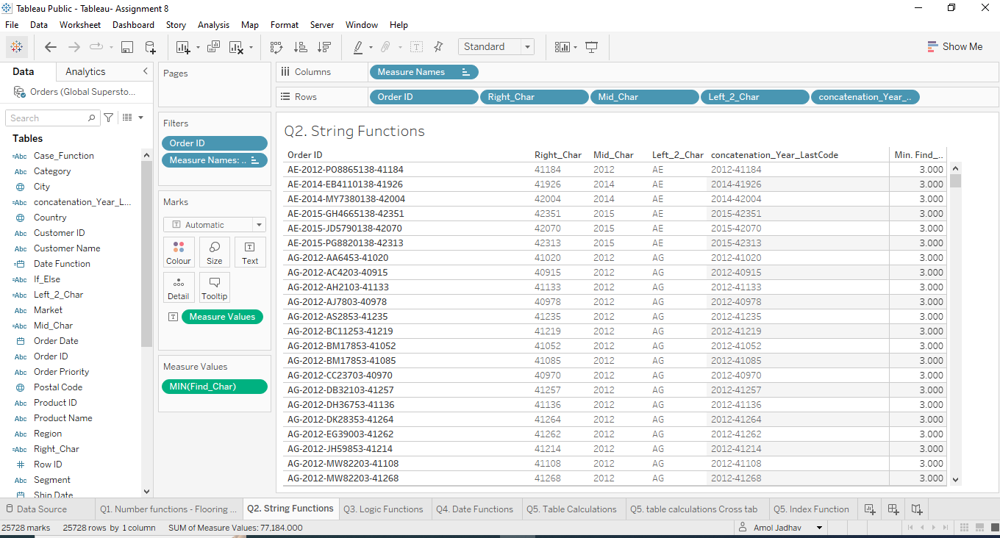 Tableau Public - Tableau- Assignment 8
File Data Worksheet Dashboard Story Analysis Map Format Server Window Help
Standard
Show Me
Data Analytics
Orders (Global Supersto...
Search
Tables
=Abc Case_Function
Abc Category
City
=Abc concatenation_Year_L...
Country
Abc Customer ID
Abc Customer Name
Date Function
=Abc If_Else
=Abc Left_2_Char
Abc Market
=Abc Mid_Char
Order Date
Abc Order ID
Abc Order Priority
Postal Code
Abc Product ID
Abc Product Name
Abc Region
=Abc Right_Char
# Row ID
Abc Segment
Ship Date
Pages
Filters
Order ID
Measure Names: ..
Marks
T Automatic
Colour Size Text
Detail Tooltip
T Measure Values
Measure Values
MIN(Find_Char)
Columns Measure Names
Rows Order ID Right_Char Mid_Char Left_2_Char concatenation_Year_..
Q2. String Functions
Order ID Right_Char Mid_Char Left_2_Char concatenation_Year_LastCode Min. Find_..
AE-2012-PO8865138-41184 41184 2012 AE 2012-41184 3.000
AE-2014-EB4110138-41926 41926 2014 AE 2014-41926 3.000
AE-2014-MY7380138-42004 42004 2014 AE 2014-42004 3.000
AE-2015-GH4665138-42351 42351 2015 AE 2015-42351 3.000
AE-2015-JD5790138-42070 42070 2015 AE 2015-42070 3.000
AE-2015-PG8820138-42313 42313 2015 AE 2015-42313 3.000
AG-2012-AA6453-41020 41020 2012 AG 2012-41020 3.000
AG-2012-AC4203-40915 40915 2012 AG 2012-40915 3.000
AG-2012-AH2103-41133 41133 2012 AG 2012-41133 3.000
AG-2012-AJ7803-40978 40978 2012 AG 2012-40978 3.000
AG-2012-AS2853-41235 41235 2012 AG 2012-41235 3.000
AG-2012-BC11253-41219 41219 2012 AG 2012-41219 3.000
AG-2012-BM17853-41052 41052 2012 AG 2012-41052 3.000
AG-2012-BM17853-41085 41085 2012 AG 2012-41085 3.000
AG-2012-CC23703-40970 40970 2012 AG 2012-40970 3.000
AG-2012-DB32103-41257 41257 2012 AG 2012-41257 3.000
AG-2012-DH36753-41136 41136 2012 AG 2012-41136 3.000
AG-2012-DK28353-41264 41264 2012 AG 2012-41264 3.000
AG-2012-EG39003-41262 41262 2012 AG 2012-41262 3.000
AG-2012-JH59853-41214 41214 2012 AG 2012-41214 3.000
AG-2012-MW82203-41108 41108 2012 AG 2012-41108 3.000
AG-2012-MW82203-41268 41268 2012 AG 2012-41268 3.000
Data Source Q1. Number functions - Flooring ... Q2. String Functions Q3. Logic Functions Q4. Date Functions Q5. Table Calculations Q5. table calculations Cross tab Q5. Index Function
25728 marks 25728 rows by 1 column SUM of Measure Values: 77,184.000 Amol Jadhav